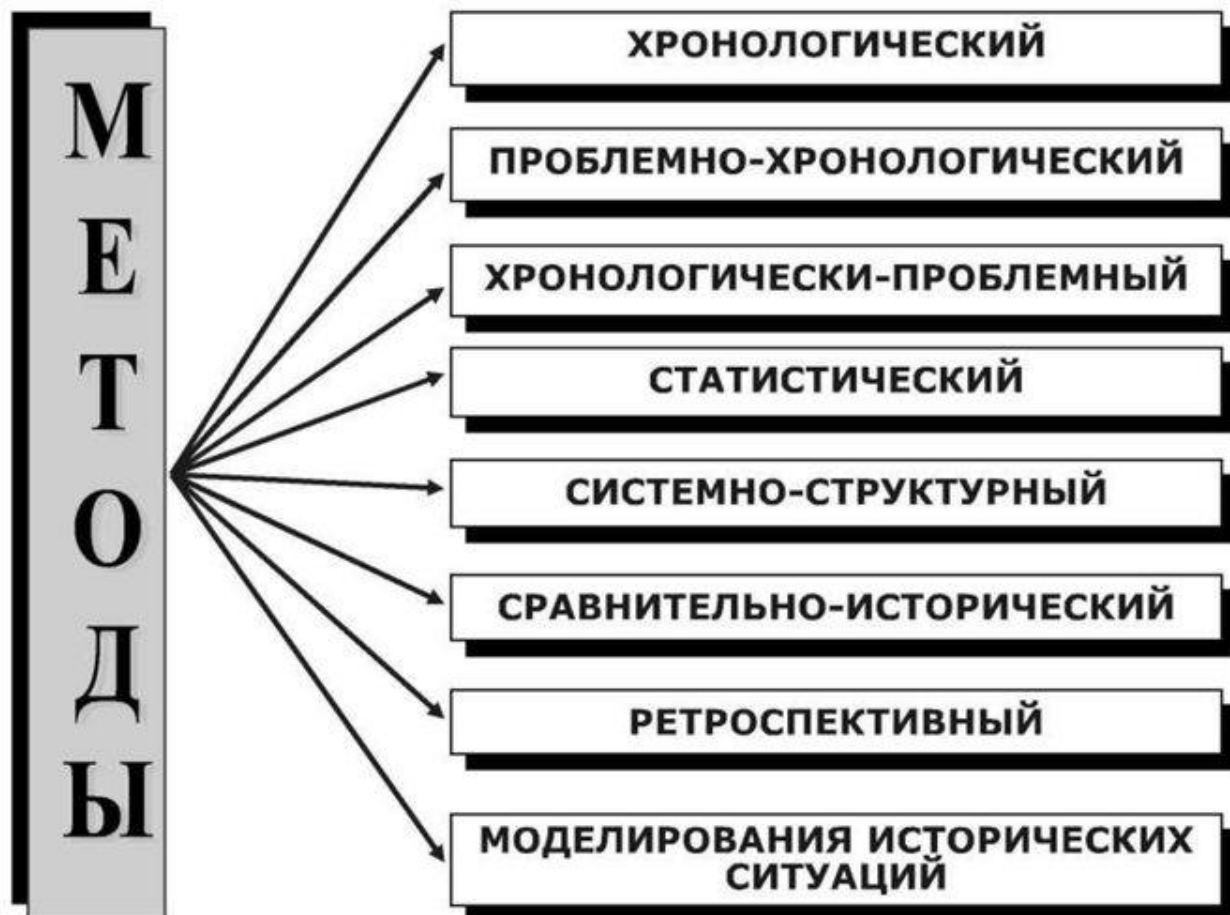 МЕТОДЫ
ХРОНОЛОГИЧЕСКИЙ
ПРОБЛЕМНО-ХРОНОЛОГИЧЕСКИЙ
ХРОНОЛОГИЧЕСКИ-ПРОБЛЕМНЫЙ
СТАТИСТИЧЕСКИЙ
СИСТЕМНО-СТРУКТУРНЫЙ
СРАВНИТЕЛЬНО-ИСТОРИЧЕСКИЙ
РЕТРОСПЕКТИВНЫЙ
МОДЕЛИРОВАНИЯ ИСТОРИЧЕСКИХ
СИТУАЦИЙ